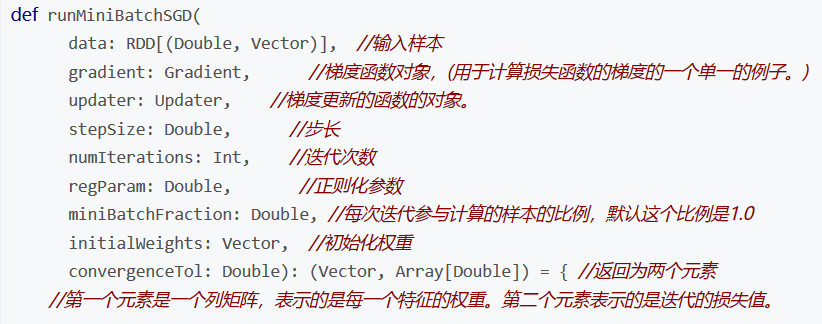 def runMiniBatchSGD(
data: RDD[(Double, Vector)], //输入样本
gradient: Gradient, //梯度函数对象，(用于计算损失函数的梯度的一个单一的例子。)
updater: Updater, //梯度更新的函数的对象。
stepSize: Double, //步长
numIterations: Int, //迭代次数
regParam: Double, //正则化参数
miniBatchFraction: Double, //每次迭代参与计算的样本的比例，默认这个比例是1.0
initialWeights: Vector, //初始化权重
convergenceTol: Double): (Vector, Array[Double]) = { //返回为两个元素
//第一个元素是一个列矩阵，表示的是每一个特征的权重。第二个元素表示的是迭代的损失值。